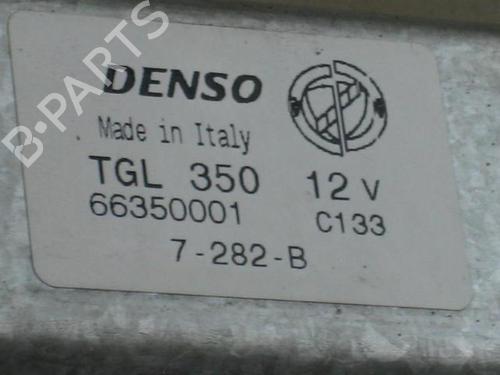 B·PARTS
DENSO
Made in Italy
TGL 350 12 V
66350001 C133
7-282-B